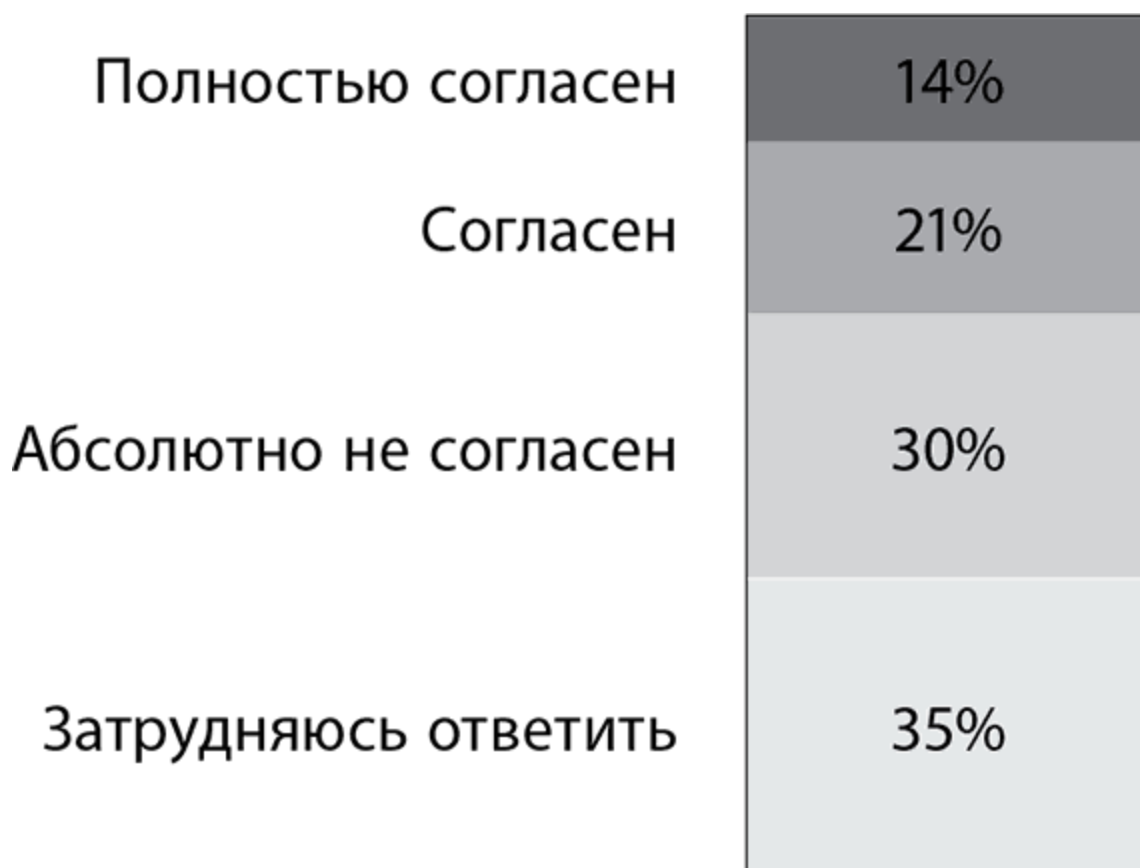 Полностью согласен 14%
Согласен 21%
Абсолютно не согласен 30%
Затрудняюсь ответить 35%